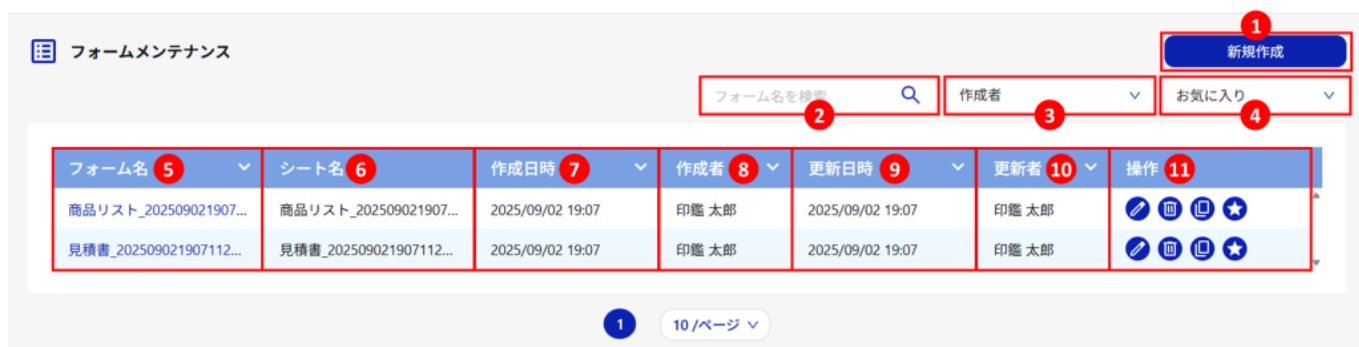 1
フォームメンテナンス
新規作成
フォーム名を検索
作成者
お気に入り
2
3
4
フォーム名 5 シート名 6 作成日時 7 作成者 8 更新日時 9 更新者 10 操作 11
商品リスト_202509021907... 商品リスト_202509021907... 2025/09/02 19:07 印鑑 太郎 2025/09/02 19:07 印鑑 太郎
見積書_202509021907112... 見積書_202509021907112... 2025/09/02 19:07 印鑑 太郎 2025/09/02 19:07 印鑑 太郎
1 10 /ページ